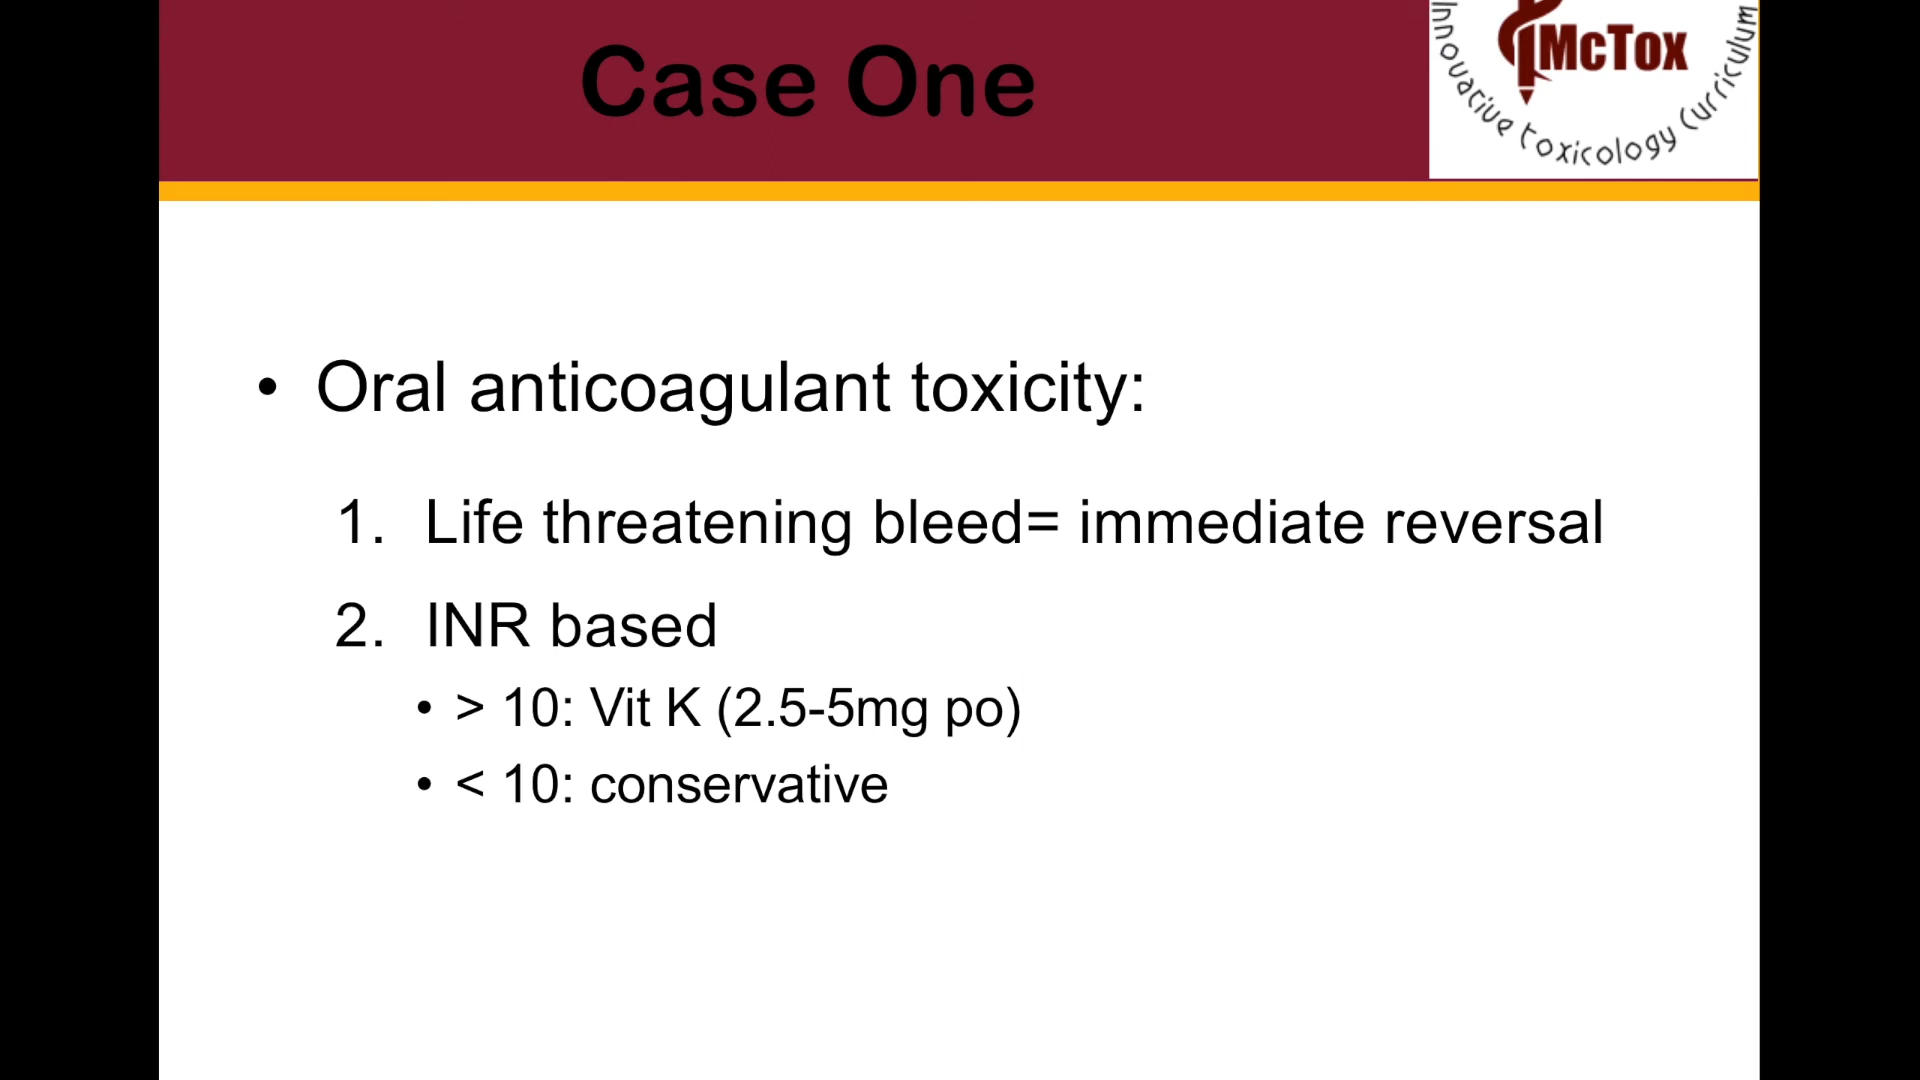 Case One
McTox
Innovative Toxicology Curriculum
• Oral anticoagulant toxicity:
1. Life threatening bleed= immediate reversal
2. INR based
• > 10: Vit K (2.5-5mg po)
• < 10: conservative